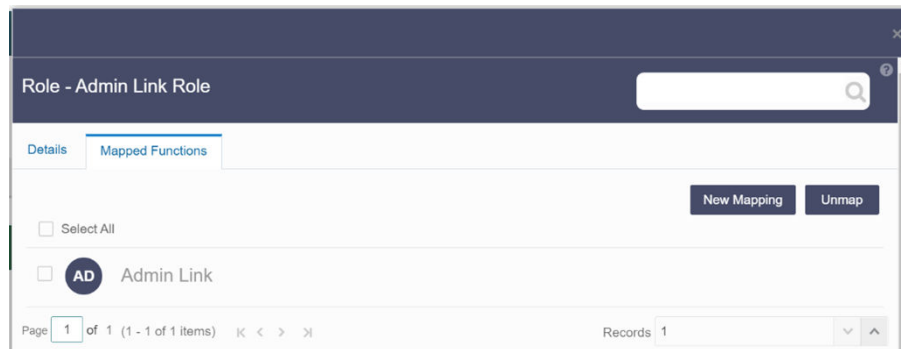 Role - Admin Link Role
Details Mapped Functions
New Mapping Unmap
Select All
AD Admin Link
Page 1 of 1 (1 - 1 of 1 items) Records 1